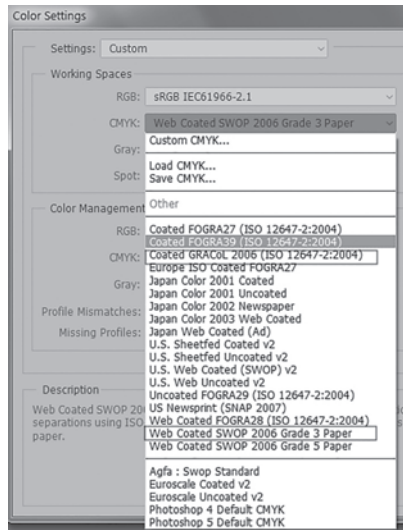 Color Settings
Settings: Custom
Working Spaces
RGB: sRGB IEC61966-2.1
CMYK: Web Coated SWOP 2006 Grade 3 Paper
Custom CMYK...
Gray:
Load CMYK...
Save CMYK...
Spot:
Other
Color Management
Coated FOGRA27 (ISO 12647-2:2004)
RGB:
Coated FOGRA39 (ISO 12647-2:2004)
Coated GRACoL 2006 (ISO 12647-2:2004)
CMYK:
Europe ISO Coated FOGRA27
Japan Color 2001 Coated
Gray:
Japan Color 2001 Uncoated
Japan Color 2002 Newspaper
Profile Mismatches:
Japan Color 2003 Web Coated
Missing Profiles:
Japan Web Coated (Ad)
U.S. Sheetfed Coated v2
U.S. Sheetfed Uncoated v2
U.S. Web Coated (SWOP) v2
U.S. Web Uncoated v2
Description
Uncoated FOGRA29 (ISO 12647-2:2004)
US Newsprint (SNAP 2007)
Web Coated SWOP 20
Web Coated FOGRA28 (ISO 12647-2:2004)
separations using ISO
Web Coated SWOP 2006 Grade 3 Paper
paper.
Web Coated SWOP 2006 Grade 5 Paper
Agfa : Swop Standard
Euroscale Coated v2
Euroscale Uncoated v2
Photoshop 4 Default CMYK
Photoshop 5 Default CMYK